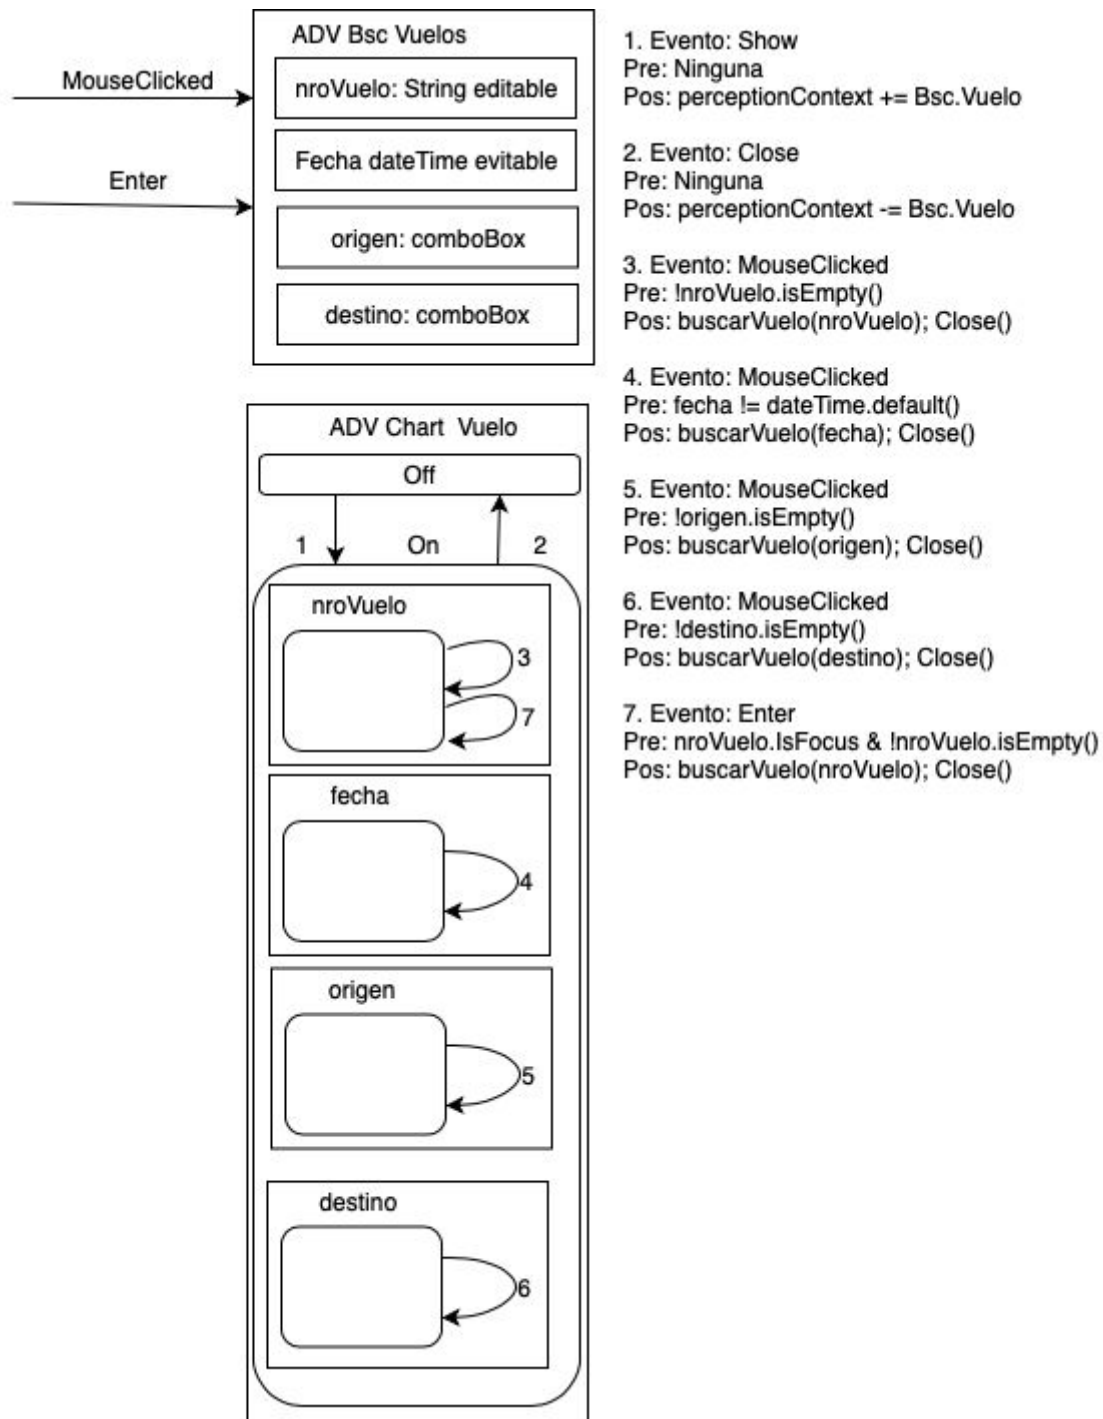 ADV Bsc Vuelos
MouseClicked
nroVuelo: String editable
Fecha dateTime evitable
Enter
origen: comboBox
destino: comboBox
1. Evento: Show
Pre: Ninguna
Pos: perceptionContext += Bsc.Vuelo
2. Evento: Close
Pre: Ninguna
Pos: perceptionContext -= Bsc.Vuelo
3. Evento: MouseClicked
Pre: !nroVuelo.isEmpty()
Pos: buscarVuelo(nroVuelo); Close()
4. Evento: MouseClicked
Pre: fecha != dateTime.default()
Pos: buscarVuelo(fecha); Close()
5. Evento: MouseClicked
Pre: !origen.isEmpty()
Pos: buscarVuelo(origen); Close()
6. Evento: MouseClicked
Pre: !destino.isEmpty()
Pos: buscarVuelo(destino); Close()
7. Evento: Enter
Pre: nroVuelo.IsFocus & !nroVuelo.isEmpty()
Pos: buscarVuelo(nroVuelo); Close()
ADV Chart Vuelo
Off
1 On 2
nroVuelo
3
7
fecha
4
origen
5
destino
6